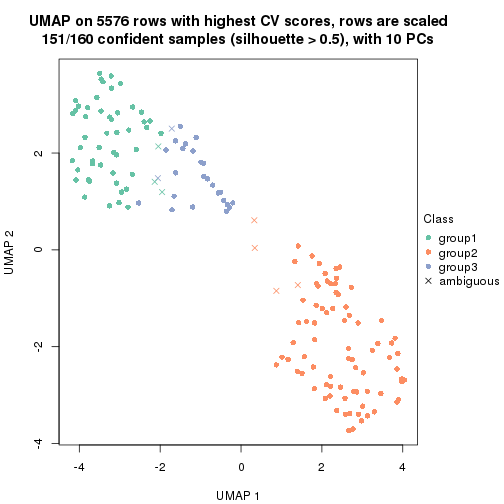 UMAP on 5576 rows with highest CV scores, rows are scaled
151/160 confident samples (silhouette > 0.5), with 10 PCs
Class
group1
group2
group3
ambiguous
UMAP 2
2
0
-2
-4
-4
-2
0
2
4
UMAP 1